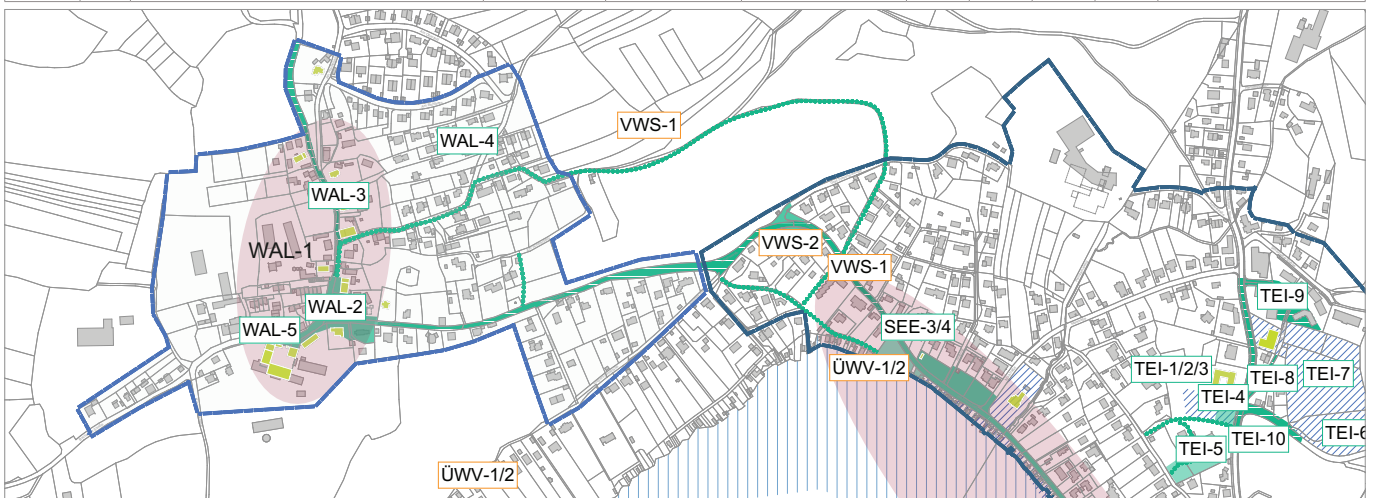 VWS-1
WAL-4
WAL-3
VWS-2
WAL-1
VWS-1
TEI-9
WAL-2
WAL-5
SEE-3/4
ÜWV-1/2
TEI-1/2/3
TEI-8
TEI-7
TEI-4
TEI-10
TEI-6
TEI-5
ÜWV-1/2